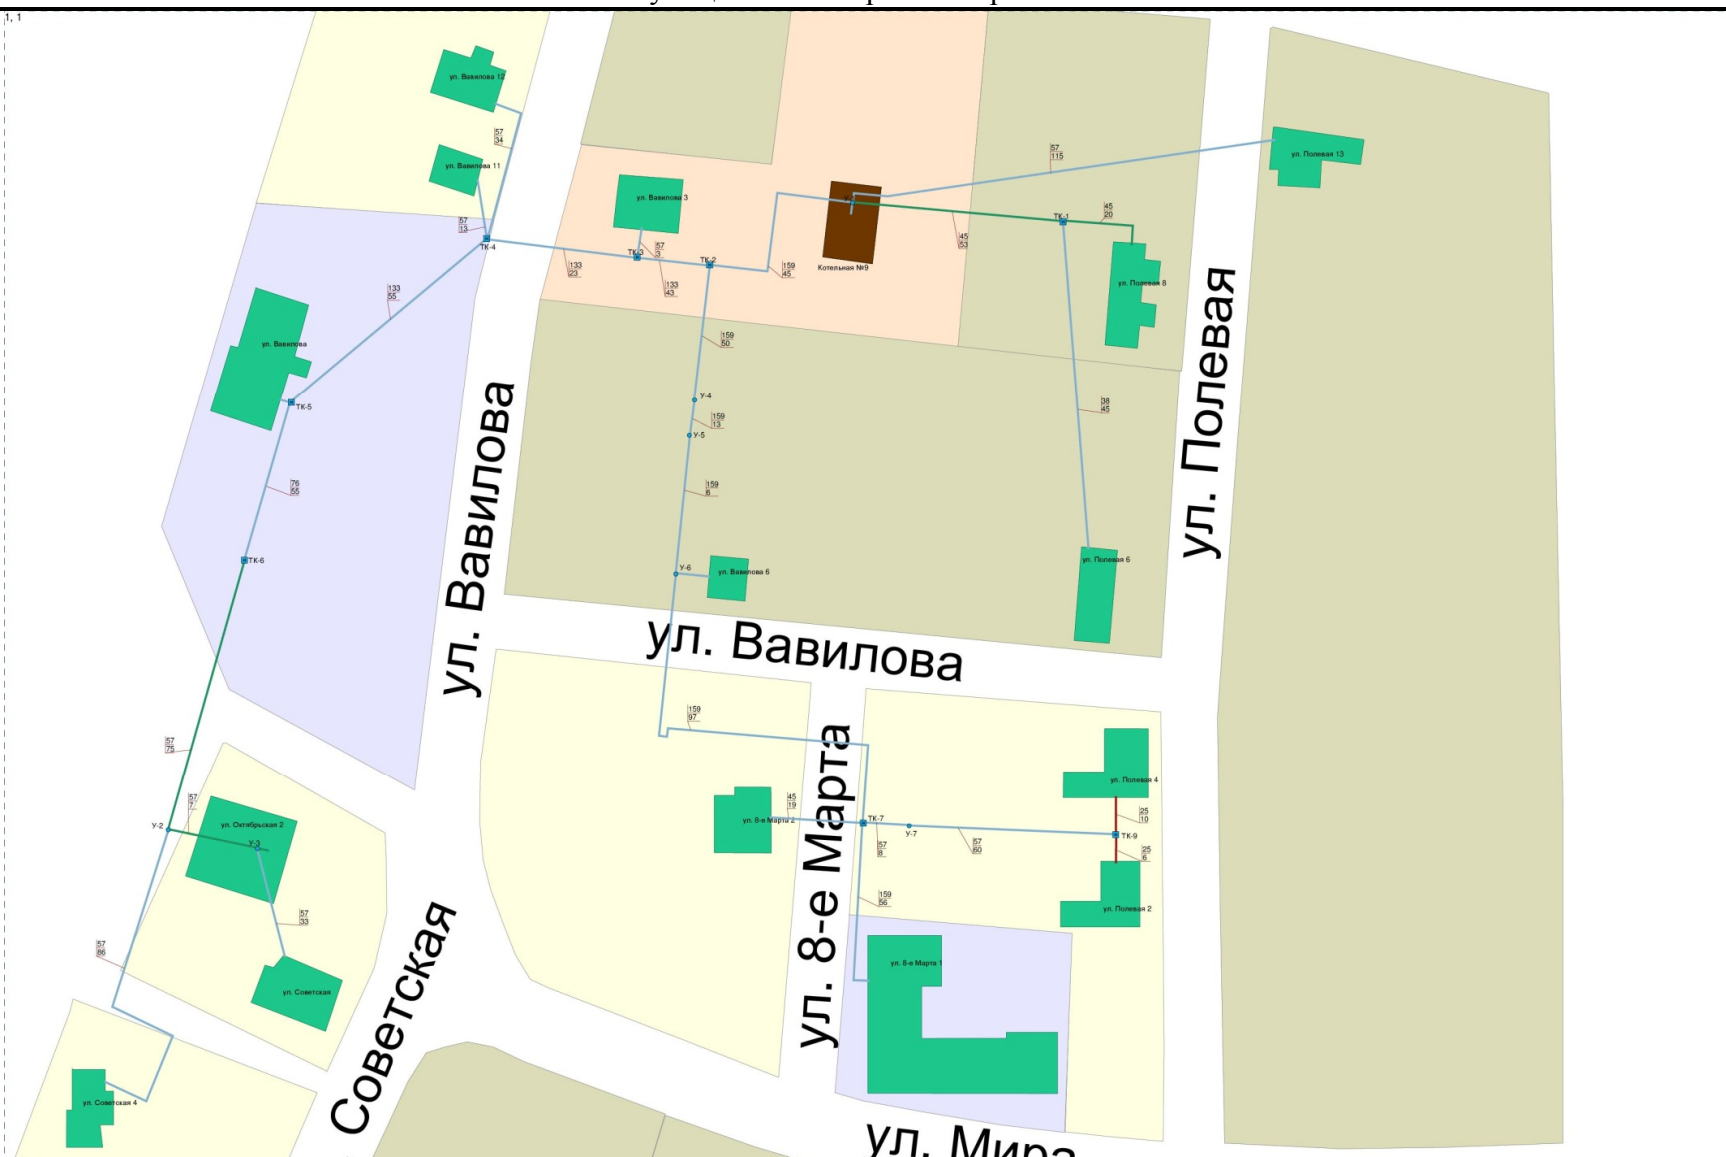 1, 1
ул. Вавилова 12
57
34
ул. Вавилова 11
57
13
ТК-4
ул. Вавилова 3
57
3
ТК-3
ТК-2
133
23
133
43
159
45
Котельная №9
45
53
57
115
ТК-1
45
20
ул. Полевая 13
ул. Полевая 8
133
55
ул. Вавилова
ТК-5
159
50
У-4
159
13
У-5
159
6
38
45
ул. Полевая
ул. Вавилова
76
55
ТК-6
У-6
ул. Вавилова 6
ул. Полевая 6
ул. Вавилова
159
97
57
75
57
7
У-2
ул. Октябрьская 2
У-3
45
19
ул. 8-е Марта 2
ул. 8-е Марта
ТК-7
У-7
57
8
57
60
ул. Полевая 4
25
10
ТК-9
25
6
ул. Полевая 2
159
56
57
33
57
86
ул. Советская
ул. 8-е Марта 1
Советская
ул. Советская 4
ул. Мира